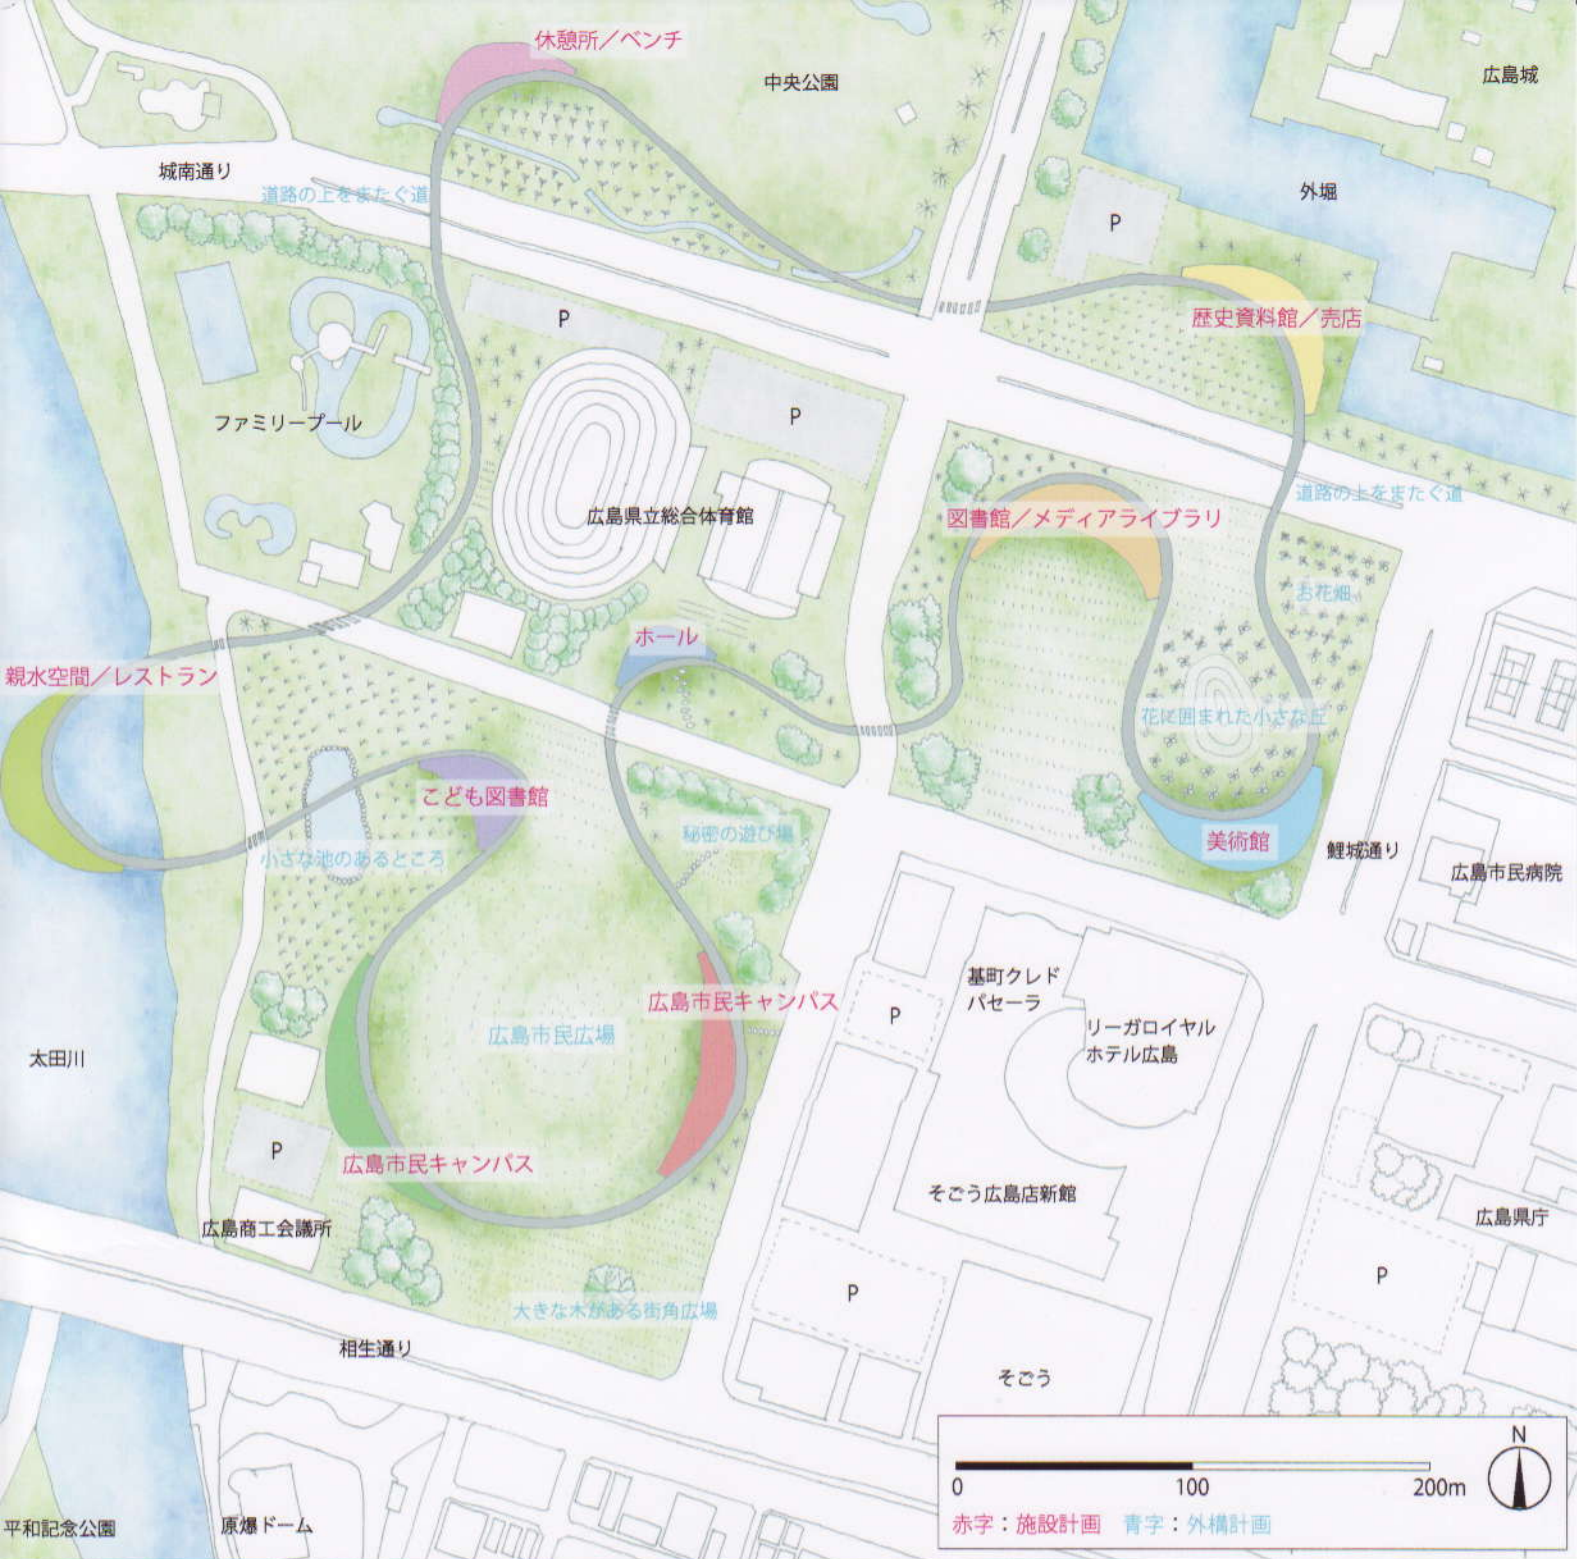 休憩所／ベンチ
中央公園
広島城
城南通り
道路の上をまたぐ道
外堀
P
歴史資料館／売店
P
P
ファミリープール
広島県立総合体育館
図書館／メディアライブラリ
道路の上をまたぐ道
お花畑
ホール
親水空間／レストラン
花に囲まれた小さな丘
こども図書館
秘密の遊び場
小さな池のあるところ
美術館
鯉城通り
広島市民病院
基町クレド
パセーラ
広島市民キャンパス
P
リーガロイヤル
ホテル広島
広島市民広場
太田川
P
広島市民キャンパス
そごう広島店新館
広島商工会議所
広島県庁
P
P
大きな木がある街角広場
相生通り
そごう
N
0 100 200m
赤字：施設計画 青字：外構計画
平和記念公園
原爆ドーム